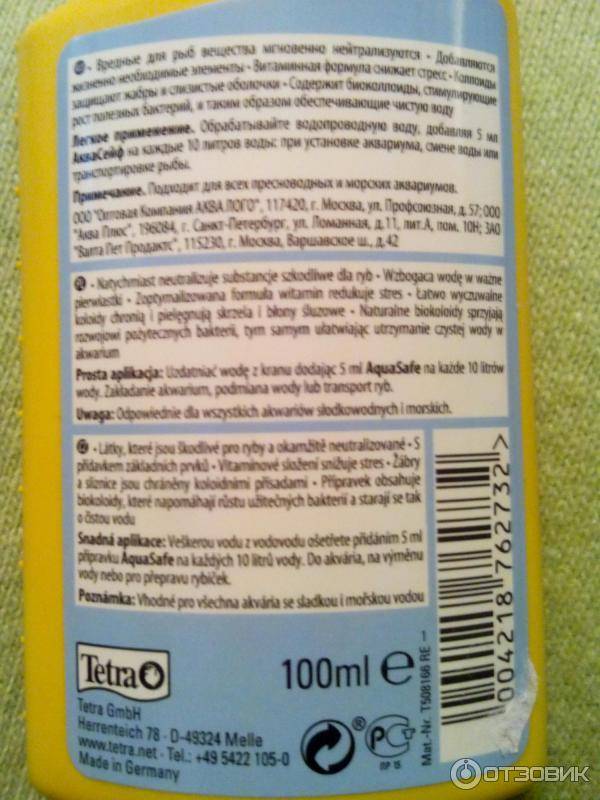 • Вредные для рыб вещества мгновенно нейтрализуются • Добавляются
жизненно необходимые элементы • Витаминная формула снижает стресс • Коллоиды
защищают жабры и слизистые оболочки • Содержит биоколлоиды, стимулирующие
рост полезных бактерий, и таким образом обеспечивающие чистую воду
Легкое применение. Обрабатывайте водопроводную воду, добавляя 5 мл
АкваСейф на каждые 10 литров воды: при установке аквариума, смене воды или
транспортировке рыбы.
Примечание. Подходит для всех пресноводных и морских аквариумов.
ООО "Оптовая Компания АКВА ЛОГО", 117420, г. Москва, ул. Профсоюзная, д. 57; ООО
"Аква Плюс", 196084, г. Санкт-Петербург, ул. Ломанная, д.11, лит.А, пом. 10Н; ЗАО
"Валта Пет Продактс", 115230, г. Москва, Варшавское ш., д.42
PL • Natychmiast neutralizuje substancje szkodliwe dla ryb • Wzbogaca wodę w ważne
pierwiastki • Zoptymalizowana formuła witamin redukuje stres • Łatwo wyczuwalne
koloidy chronią i pielęgnują skrzela i błony śluzowe • Naturalne biokoloidy sprzyjają
rozwojowi pożytecznych bakterii, tym samym ułatwiając utrzymanie czystej wody w
akwarium
Prosta aplikacja: Uzdatniać wodę z kranu dodając 5 ml AquaSafe na każde 10 litrów
wody. Zakładanie akwarium, podmiana wody lub transport ryb.
Uwaga: Odpowiednie dla wszystkich akwariów słodkowodnych i morskich.
• Látky, které jsou škodlivé pro ryby a okamžitě neutralizované • S
přídavkem základních prvků • Vitamínové složení snižuje stres • Žábry
a sliznice jsou chráněny koloidními přísadami • Přípravek obsahuje
biokoloidy, které napomáhají růstu užitečných bakterií a starají se tak
o čistou vodu
Snadná aplikace: Veškerou vodu z vodovodu ošetřete přidáním 5 ml
přípravku AquaSafe na každých 10 litrů vody. Do akvária, na výměnu
vody nebo pro přepravu rybiček.
Poznámka: Vhodné pro všechna akvária se sladkou i mořskou vodou
Tetra
100ml e
Tetra GmbH
Herrenteich 78 · D-49324 Melle
www.tetra.net · Tel.: +49 5422 105-0
Made in Germany
®
РС
ПР 15
Mat.-Nr. T508166 RE – I
004218 762732 >
ОТЗОВИК